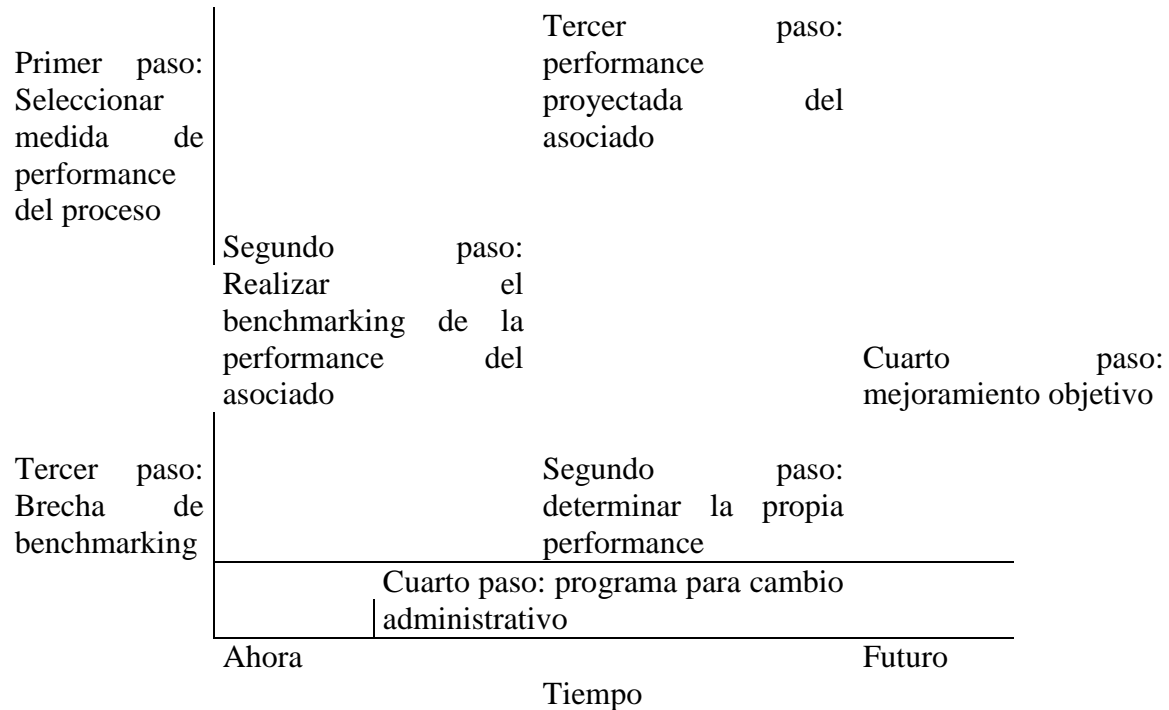 Primer paso:
Seleccionar
medida de
performance
del proceso
Tercer paso:
performance
proyectada del
asociado
Segundo paso:
Realizar el
benchmarking de la
performance del
asociado
Cuarto paso:
mejoramiento objetivo
Tercer paso:
Brecha de
benchmarking
Segundo paso:
determinar la propia
performance
Cuarto paso: programa para cambio
administrativo
Ahora
Futuro
Tiempo